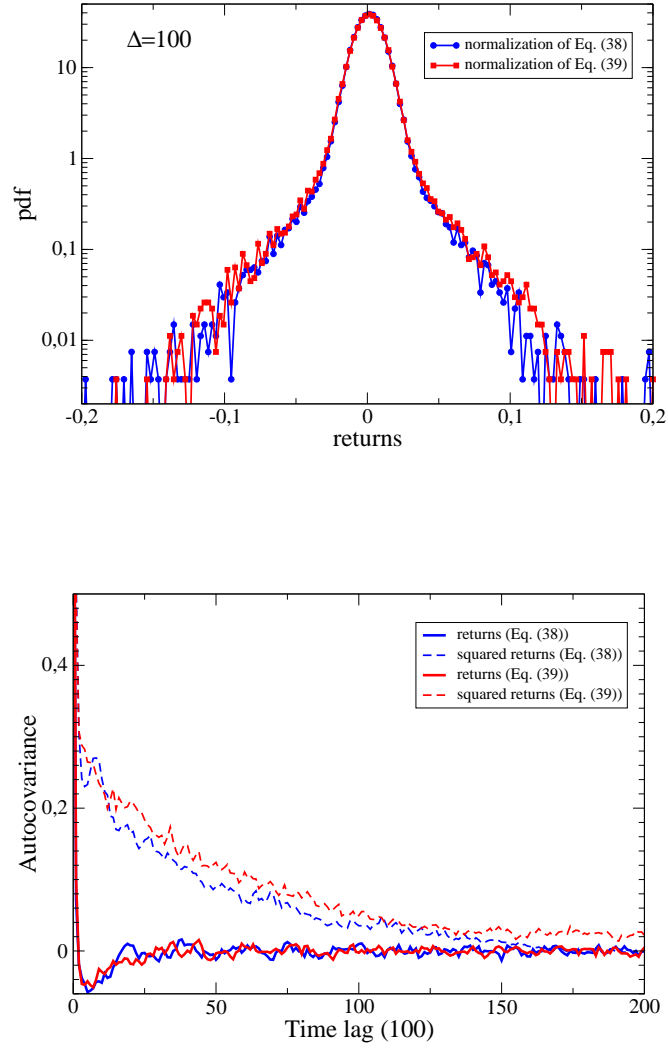 Δ=100
normalization of Eq. (38)
normalization of Eq. (39)
10
1
0,1
0,01
pdf
-0,2
-0,1
0
0,1
0,2
returns
returns (Eq. (38))
squared returns (Eq. (38))
returns (Eq. (39))
squared returns (Eq. (39))
0,4
0,2
0
Autocovariance
0
50
100
150
200
Time lag (100)